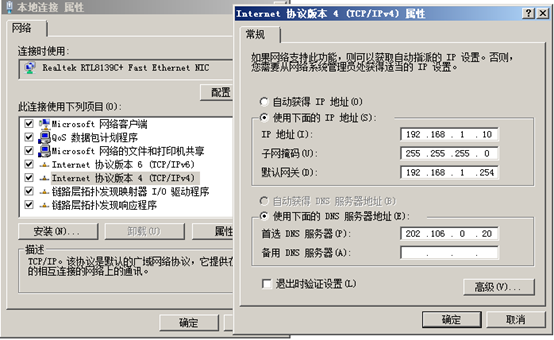 本地连接 属性
网络
连接时使用:
Realtek RTL8139C+ Fast Ethernet NIC
配置
此连接使用下列项目(O):
Microsoft 网络客户端
QoS 数据包计划程序
Microsoft 网络的文件和打印机共享
Internet 协议版本 6 (TCP/IPv6)
Internet 协议版本 4 (TCP/IPv4)
链路层拓扑发现映射器 I/O 驱动程序
链路层拓扑发现响应程序
安装(N)...
卸载(U)
属性
描述
TCP/IP。该协议是默认的广域网络协议，它提供在
的相互连接的网络上的通讯。
确定
Internet 协议版本 4 (TCP/IPv4) 属性
常规
如果网络支持此功能，则可以获取自动指派的 IP 设置。否则，
您需要从网络系统管理员处获得适当的 IP 设置。
自动获得 IP 地址(O)
使用下面的 IP 地址(S):
IP 地址(I): 192 .168 . 1 . 10
子网掩码(U): 255 .255 .255 . 0
默认网关(D): 192 .168 . 1 .254
自动获得 DNS 服务器地址(B)
使用下面的 DNS 服务器地址(E):
首选 DNS 服务器(P): 202 .106 . 0 . 20
备用 DNS 服务器(A): . . .
退出时验证设置(L)
高级(V)...
确定
取消